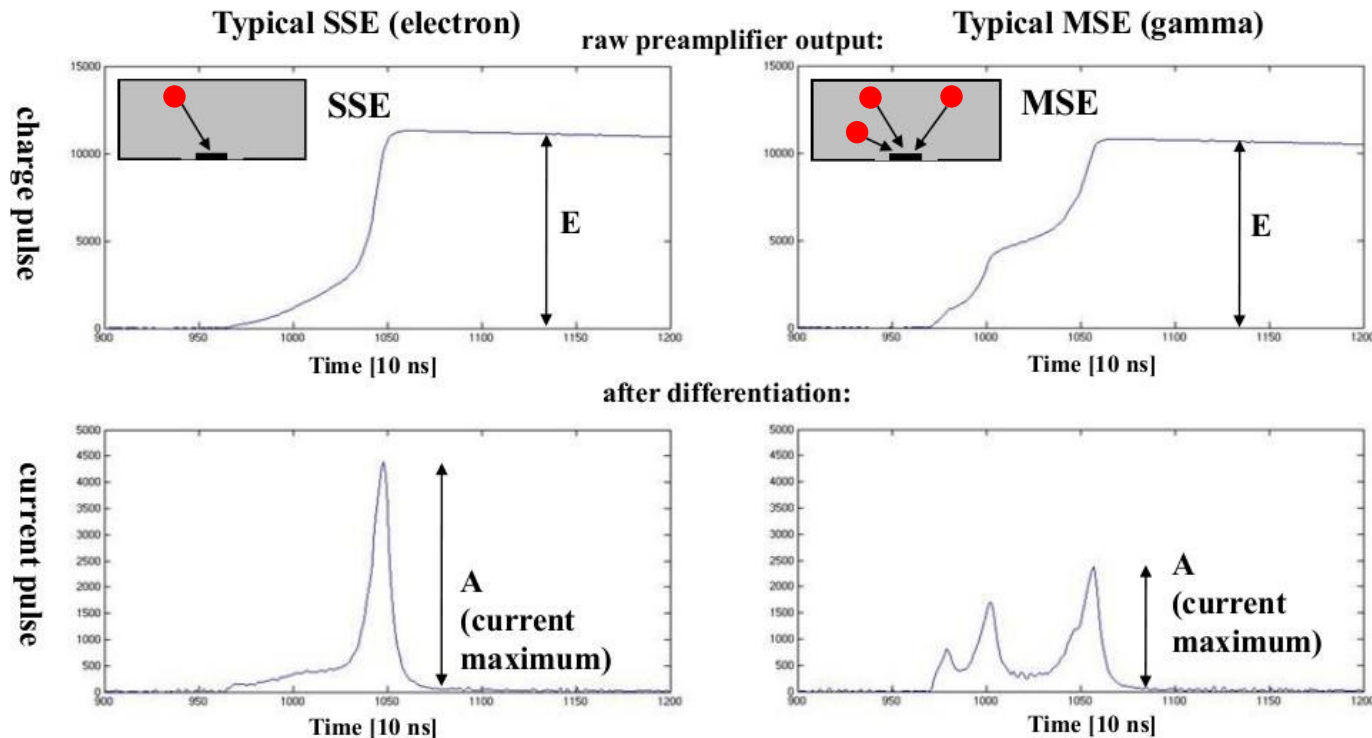 Typical SSE (electron)
raw preamplifier output:
Typical MSE (gamma)
charge pulse
15000
10000
5000
0
900 950 1000 1050 1100 1150 1200
SSE
E
Time [10 ns]
15000
10000
5000
0
900 950 1000 1050 1100 1150 1200
MSE
E
Time [10 ns]
after differentiation:
current pulse
5000
4500
4000
3500
3000
2500
2000
1500
1000
500
0
900 950 1000 1050 1100 1150 1200
A
(current
maximum)
Time [10 ns]
5000
4500
4000
3500
3000
2500
2000
1500
1000
500
0
900 950 1000 1050 1100 1150 1200
A
(current
maximum)
Time [10 ns]